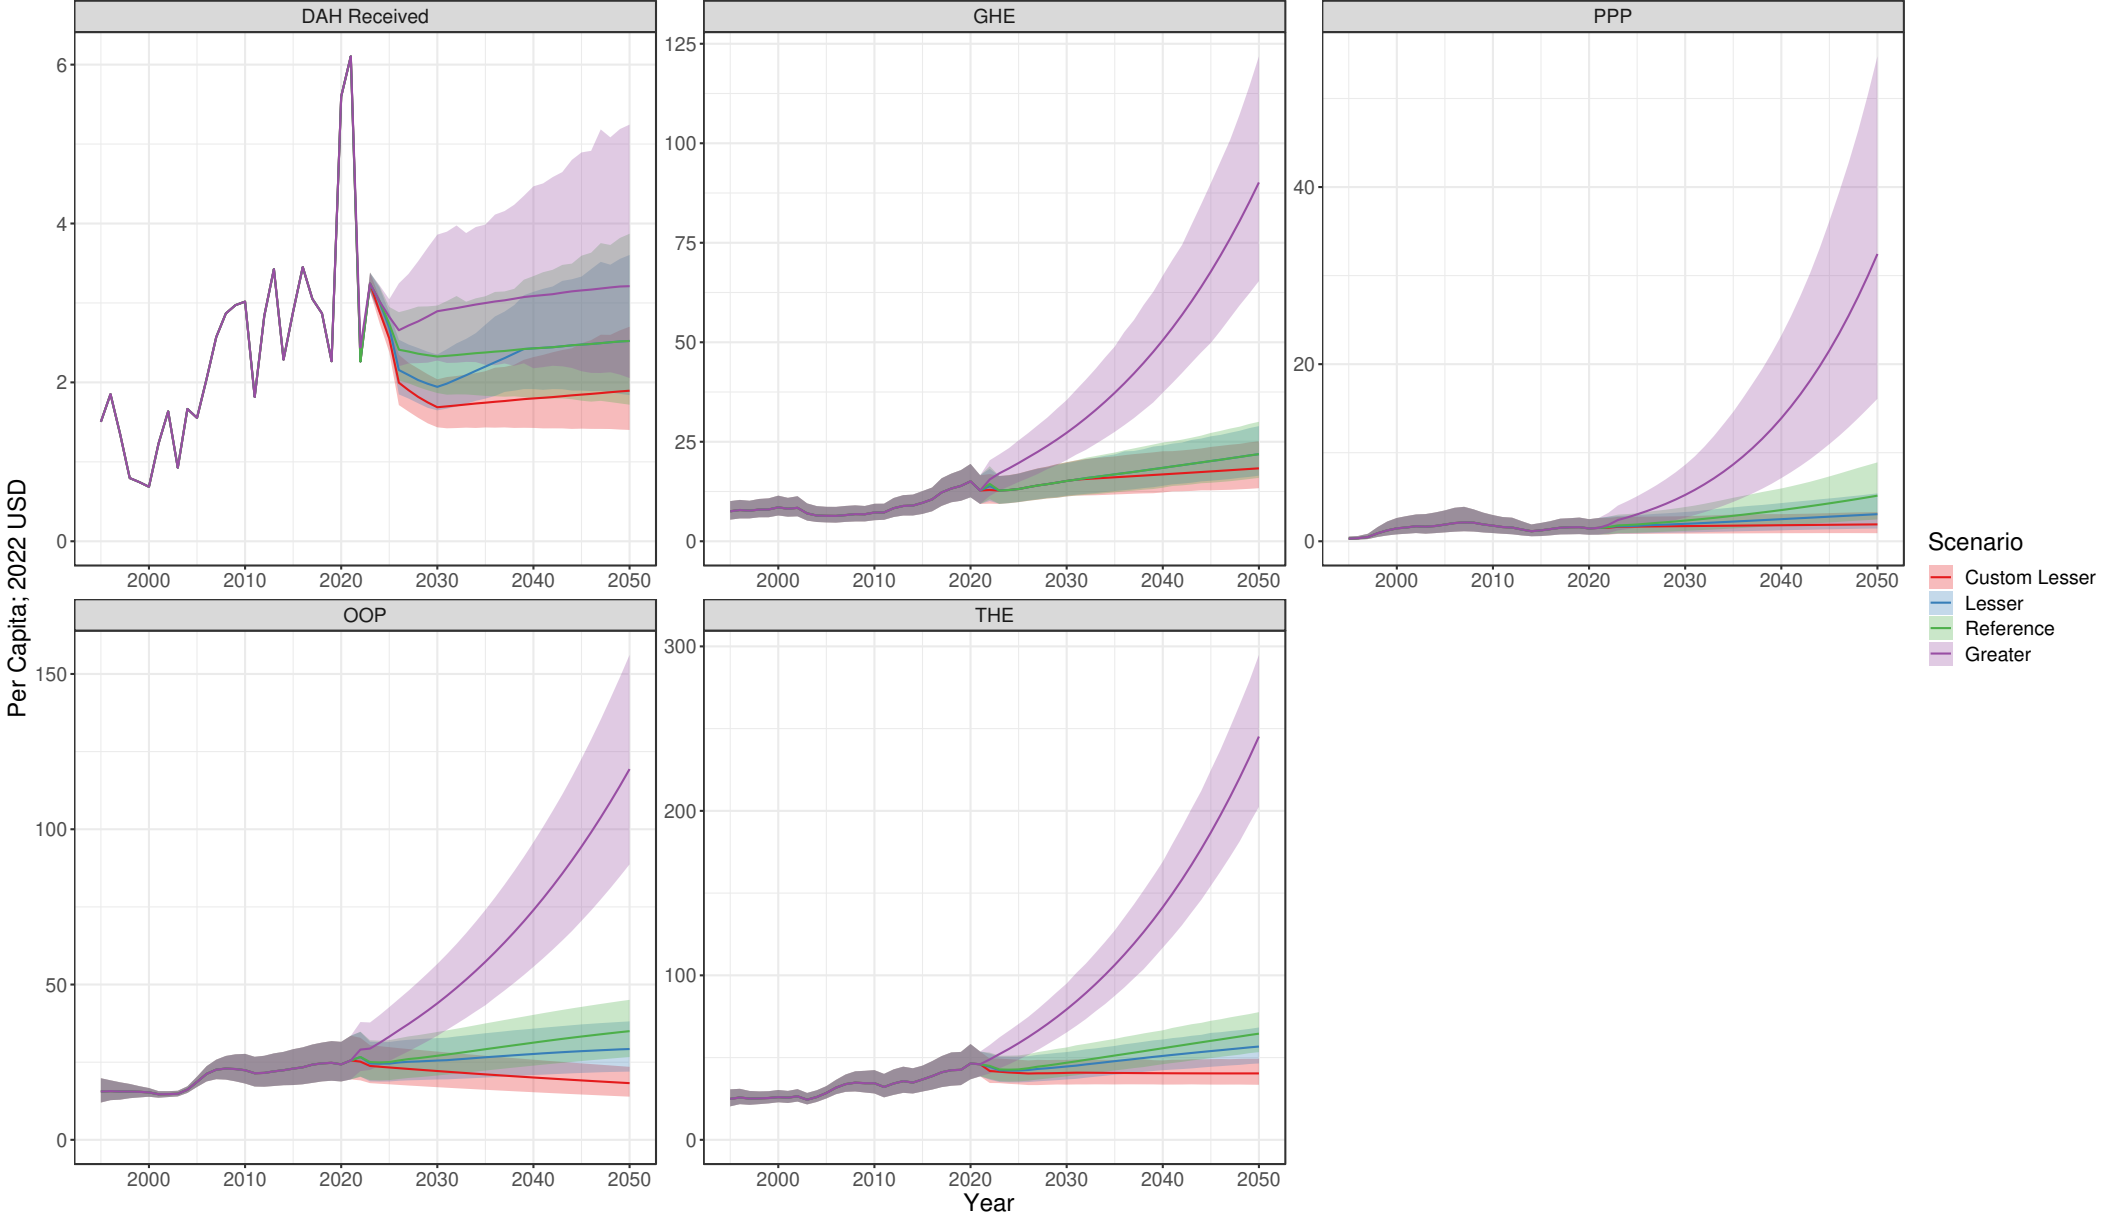 DAH Received
GHE
PPP
6
4
2
0
2000 2010 2020 2030 2040 2050
125
100
75
50
25
0
2000 2010 2020 2030 2040 2050
40
20
0
2000 2010 2020 2030 2040 2050
OOP
THE
150
100
50
0
2000 2010 2020 2030 2040 2050
300
200
100
0
2000 2010 2020 2030 2040 2050
Per Capita; 2022 USD
Year
Scenario
Custom Lesser
Lesser
Reference
Greater